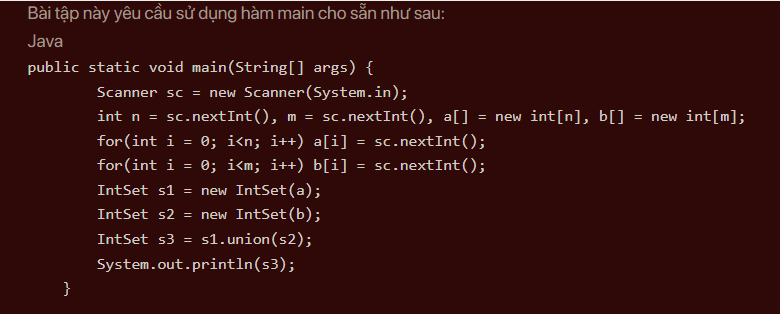 Bài tập này yêu cầu sử dụng hàm main cho sẵn như sau:
Java
public static void main(String[] args) {
        Scanner sc = new Scanner(System.in);
        int n = sc.nextInt(), m = sc.nextInt(), a[] = new int[n], b[] = new int[m];
        for(int i = 0; i<n; i++) a[i] = sc.nextInt();
        for(int i = 0; i<m; i++) b[i] = sc.nextInt();
        IntSet s1 = new IntSet(a);
        IntSet s2 = new IntSet(b);
        IntSet s3 = s1.union(s2);
        System.out.println(s3);
    }